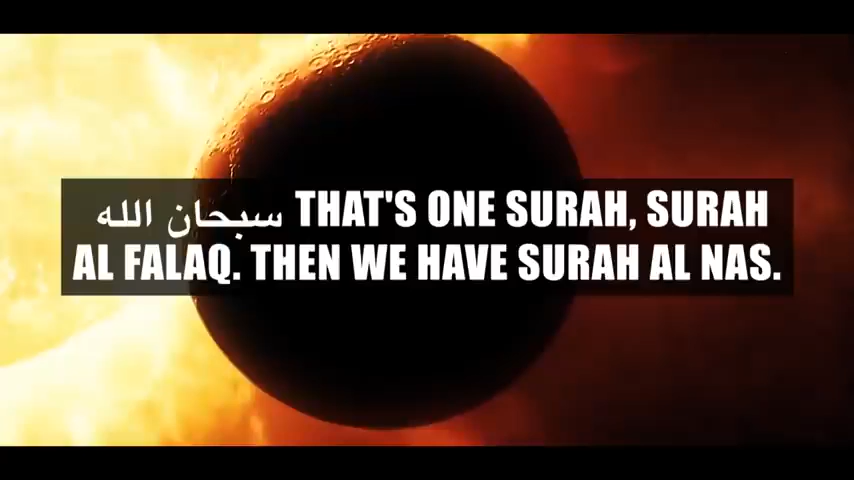 سبحان الله THAT'S ONE SURAH, SURAH
AL FALAQ. THEN WE HAVE SURAH AL NAS.